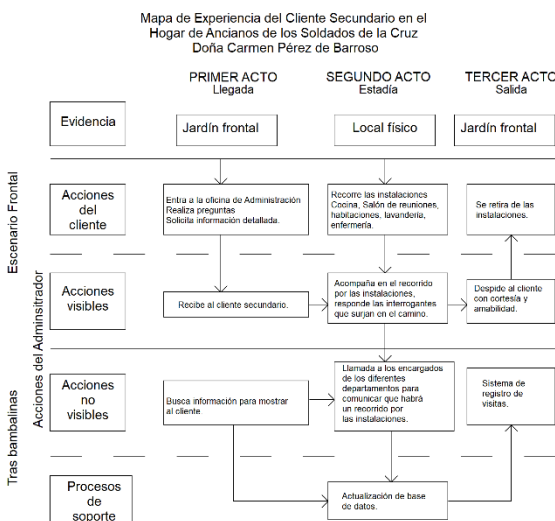 Mapa de Experiencia del Cliente Secundario en el
Hogar de Ancianos de los Soldados de la Cruz
Doña Carmen Pérez de Barroso
PRIMER ACTO
Llegada
SEGUNDO ACTO
Estadía
TERCER ACTO
Salida
Evidencia
Jardín frontal
Local físico
Jardín frontal
Escenario Frontal
Acciones
del
cliente
Entra a la oficina de Administración
Realiza preguntas
Solicita información detallada.
Recorre las instalaciones
Cocina, Salón de reuniones,
habitaciones, lavandería,
enfermería.
Se retira de las
instalaciones.
Acciones del Adminsitrador
Acciones
visibles
Recibe al cliente secundario.
Acompaña en el recorrido
por las instalaciones,
responde las interrogantes
que surjan en el camino.
Despide al cliente
con cortesía y
amabilidad.
Tras bambalinas
Acciones
no
visibles
Busca información para mostrar
al cliente
Llamada a los encargados
de los diferentes
departamentos para
comunicar que habrá
un recorrido por
las instalaciones.
Sistema de
registro de
visitas.
Procesos
de
soporte
Actualización de base
de datos.